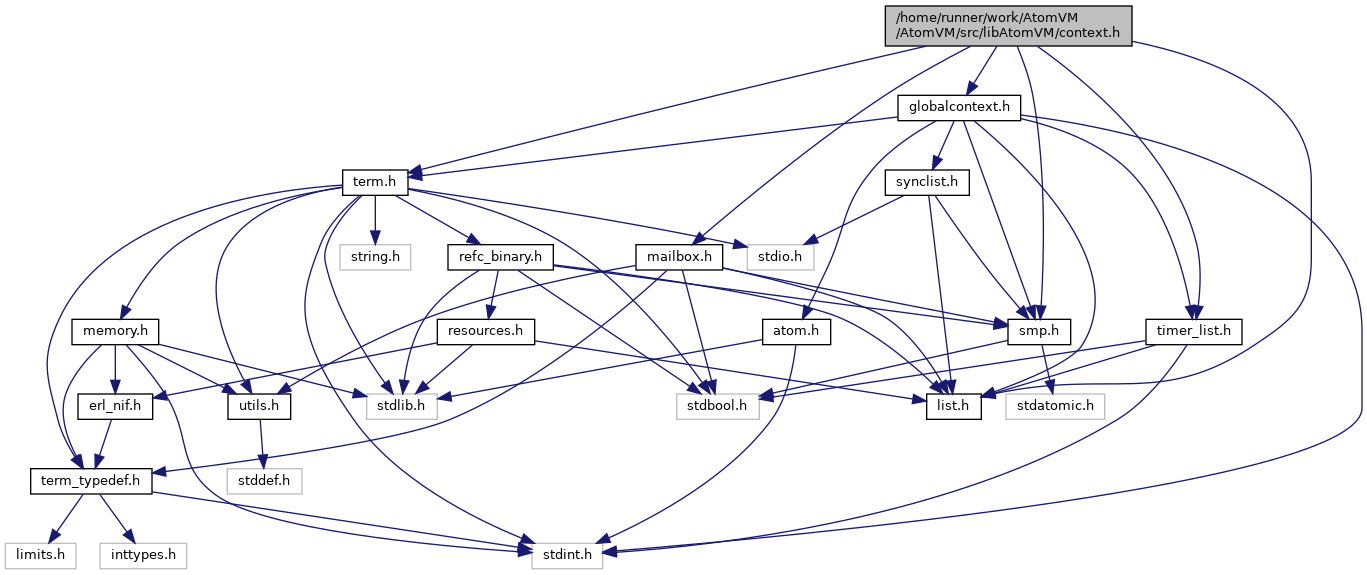 /home/runner/work/AtomVM
/AtomVM/src/libAtomVM/context.h
globalcontext.h
term.h
synclist.h
string.h
refc_binary.h
mailbox.h
stdio.h
memory.h
resources.h
atom.h
smp.h
timer_list.h
erl_nif.h
utils.h
stdlib.h
stdbool.h
list.h
stdatomic.h
term_typedef.h
stddef.h
limits.h
inttypes.h
stdint.h